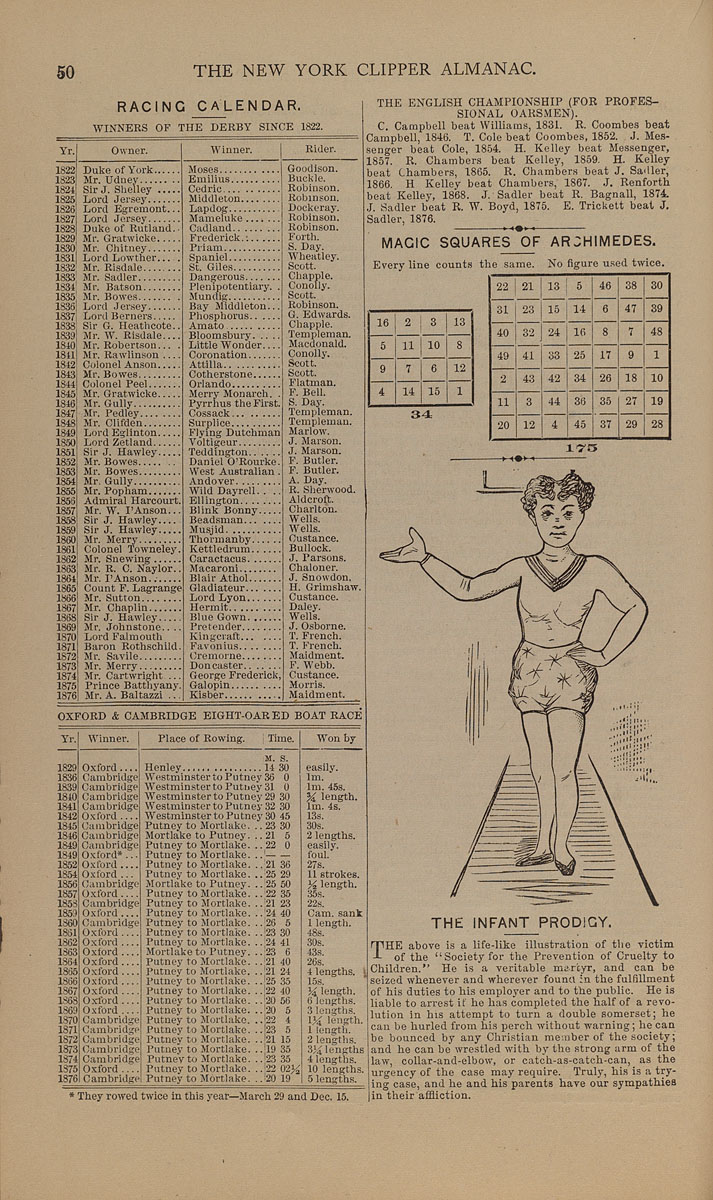 50
THE NEW YORK CLIPPER ALMANAC.
RACING CALENDAR.
WINNERS OF THE DERBY SINCE 1822.
Yr. Owner. Winner. Rider.
1822 Duke of York...... Moses........... Goodison.
1823 Mr. Udney........ Emilius.......... Buckle.
1824 Sir J. Shelley .... Cedric........... Robinson.
1825 Lord Jersey....... Middleton........ Robinson.
1826 Lord Egremont... Lapdog.......... Dockeray.
1827 Lord Jersey....... Mameluke ....... Robinson.
1828 Duke of Rutland.. Cadland ......... Robinson.
1829 Mr. Gratwicke.... Frederick........ Forth.
1830 Mr. Chitney....... Priam............ S. Day.
1831 Lord Lowther.... Spaniel.......... Wheatley.
1832 Mr. Risdale....... St. Giles.......... Scott.
1833 Mr. Sadler........ Dangerous....... Chapple.
1834 Mr. Batson....... Plenipotentiary.. Conolly.
1835 Mr. Bowes........ Mundig.......... Scott.
1836 Lord Jersey...... Bay Middleton... Robinson.
1837 Lord Berners..... Phosphorus...... G. Edwards.
1838 Sir G. Heathcote.. Amato .......... Chapple.
1839 Mr. W. Risdale.... Bloomsbury...... Templeman.
1840 Mr. Robertson.... Little Wonder.... Macdonald.
1841 Mr. Rawlinson .... Coronation....... Conolly.
1842 Colonel Anson.... Attilla........... Scott.
1843 Mr. Bowes........ Cotherstone...... Scott.
1844 Colonel Peel...... Orlando.......... Flatman.
1845 Mr. Gratwicke.... Merry Monarch.. F. Bell.
1846 Mr. Gully......... Pyrrhus the First. S. Day.
1847 Mr. Pedley........ Cossack.......... Templeman.
1848 Mr. Clifden....... Surplice.......... Templeman.
1849 Lord Eglinton..... Flying Dutchman Marlow.
1850 Lord Zetland...... Voltigeur........ J. Marson.
1851 Sir J. Hawley..... Teddington...... J. Marson.
1852 Mr. Bowes....... Daniel O'Rourke. F. Butler.
1853 Mr. Bowes........ West Australian. F. Butler.
1854 Mr. Gully......... Andover......... A. Day.
1855 Mr. Popham...... Wild Dayrell..... R. Sherwood.
1856 Admiral Harcourt. Ellington........ Aldcroft.
1857 Mr. W. I'Anson... Blink Bonny..... Charlton.
1858 Sir J. Hawley.... Beadsman....... Wells.
1859 Sir J. Hawley..... Musjid........... Wells.
1860 Mr. Merry........ Thormanby...... Custance.
1861 Colonel Towneley. Kettledrum...... Bullock.
1862 Mr. Snewing ...... Caractacus....... J. Parsons.
1863 Mr. R. C. Naylor.. Macaroni........ Chaloner.
1864 Mr. I'Anson....... Blair Athol....... J. Snowdon.
1865 Count F. Lagrange Gladiateur....... H. Grimshaw.
1866 Mr. Sutton........ Lord Lyon....... Custance.
1867 Mr. Chaplin....... Hermit........... Daley.
1868 Sir J. Hawley..... Blue Gown....... Wells.
1869 Mr. Johnstone.... Pretender........ J. Osborne.
1870 Lord Falmouth Kingcraft........ T. French.
1871 Baron Rothschild. Favonius......... T. French.
1872 Mr. Savile........ Cremorne........ Maidment.
1873 Mr. Merry........ Doncaster....... F. Webb.
1874 Mr. Cartwright ... George Frederick, Custance.
1875 Prince Batthyany. Galopin.......... Morris.
1876 Mr. A. Baltazzi ... Kisber........... Maidment.
OXFORD & CAMBRIDGE EIGHT-OARED BOAT RACE
Yr. Winner. Place of Rowing. Time. Won by
M. S.
1829 Oxford .... Henley................ 14 30 easily.
1836 Cambridge Westminster to Putney 36 0 1m.
1839 Cambridge Westminster to Putney 31 0 1m. 45s.
1840 Cambridge Westminster to Putney 29 30 ¾ length.
1841 Cambridge Westminster to Putney 32 30 1m. 4s.
1842 Oxford .... Westminster to Putney 30 45 13s.
1845 Cambridge Putney to Mortlake... 23 30 30s.
1846 Cambridge Mortlake to Putney... 21 5 2 lengths.
1849 Cambridge Putney to Mortlake... 22 0 easily.
1849 Oxford*... Putney to Mortlake... — — foul.
1852 Oxford .... Putney to Mortlake... 21 36 27s.
1854 Oxford ... Putney to Mortlake... 25 29 11 strokes.
1856 Cambridge Mortlake to Putney... 25 50 ½ length.
1857 Oxford .... Putney to Mortlake... 22 35 35s.
1858 Cambridge Putney to Mortlake... 21 23 22s.
1859 Oxford .... Putney to Mortlake... 24 40 Cam. sank
1860 Cambridge Putney to Mortlake... 26 5 1 length.
1861 Oxford .... Putney to Mortlake... 23 30 48s.
1862 Oxford .... Putney to Mortlake... 24 41 30s.
1863 Oxford .... Mortlake to Putney... 23 6 43s.
1864 Oxford .... Putney to Mortlake... 21 40 26s.
1865 Oxford .... Putney to Mortlake... 21 24 4 lengths.
1866 Oxford .... Putney to Mortlake... 25 35 15s.
1867 Oxford .... Putney to Mortlake... 22 40 ½ length.
1868 Oxford .... Putney to Mortlake... 20 56 6 lengths.
1869 Oxford .... Putney to Mortlake... 20 5 3 lengths.
1870 Cambridge Putney to Mortlake... 22 4 1½ length.
1871 Cambridge Putney to Mortlake... 23 5 1 length.
1872 Cambridge Putney to Mortlake... 21 15 2 lengths.
1873 Cambridge Putney to Mortlake... 19 35 3¼ lengths
1874 Cambridge Putney to Mortlake... 23 35 4 lengths.
1875 Oxford .... Putney to Mortlake... 22 02½ 10 lengths.
1876 Cambridge Putney to Mortlake... 20 19 5 lengths.
* They rowed twice in this year—March 29 and Dec. 15.
THE ENGLISH CHAMPIONSHIP (FOR PROFES-
SIONAL OARSMEN).
C. Campbell beat Williams, 1831. R. Coombes beat
Campbell, 1846. T. Cole beat Coombes, 1852. J. Mes-
senger beat Cole, 1854. H. Kelley beat Messenger,
1857. R. Chambers beat Kelley, 1859. H. Kelley
beat Chambers, 1865. R. Chambers beat J. Sadler,
1866. H Kelley beat Chambers, 1867. J. Renforth
beat Kelley, 1868. J. Sadler beat R. Bagnall, 1874.
J. Sadler beat R. W. Boyd, 1875. E. Trickett beat J.
Sadler, 1876.
MAGIC SQUARES OF ARCHIMEDES.
Every line counts the same. No figure used twice.
16 2 3 13
5 11 10 8
9 7 6 12
4 14 15 1
34
22 21 13 5 46 38 30
31 23 15 14 6 47 39
40 32 24 16 8 7 48
49 41 33 25 17 9 1
2 43 42 34 26 18 10
11 3 44 36 35 27 19
20 12 4 45 37 29 28
175
THE INFANT PRODIGY.
THE above is a life-like illustration of the victim
of the "Society for the Prevention of Cruelty to
Children." He is a veritable martyr, and can be
seized whenever and wherever found in the fulfillment
of his duties to his employer and to the public. He is
liable to arrest if he has completed the half of a revo-
lution in his attempt to turn a double somerset; he
can be hurled from his perch without warning; he can
be bounced by any Christian member of the society;
and he can be wrestled with by the strong arm of the
law, collar-and-elbow, or catch-as-catch-can, as the
urgency of the case may require. Truly, his is a try-
ing case, and he and his parents have our sympathies
in their affliction.